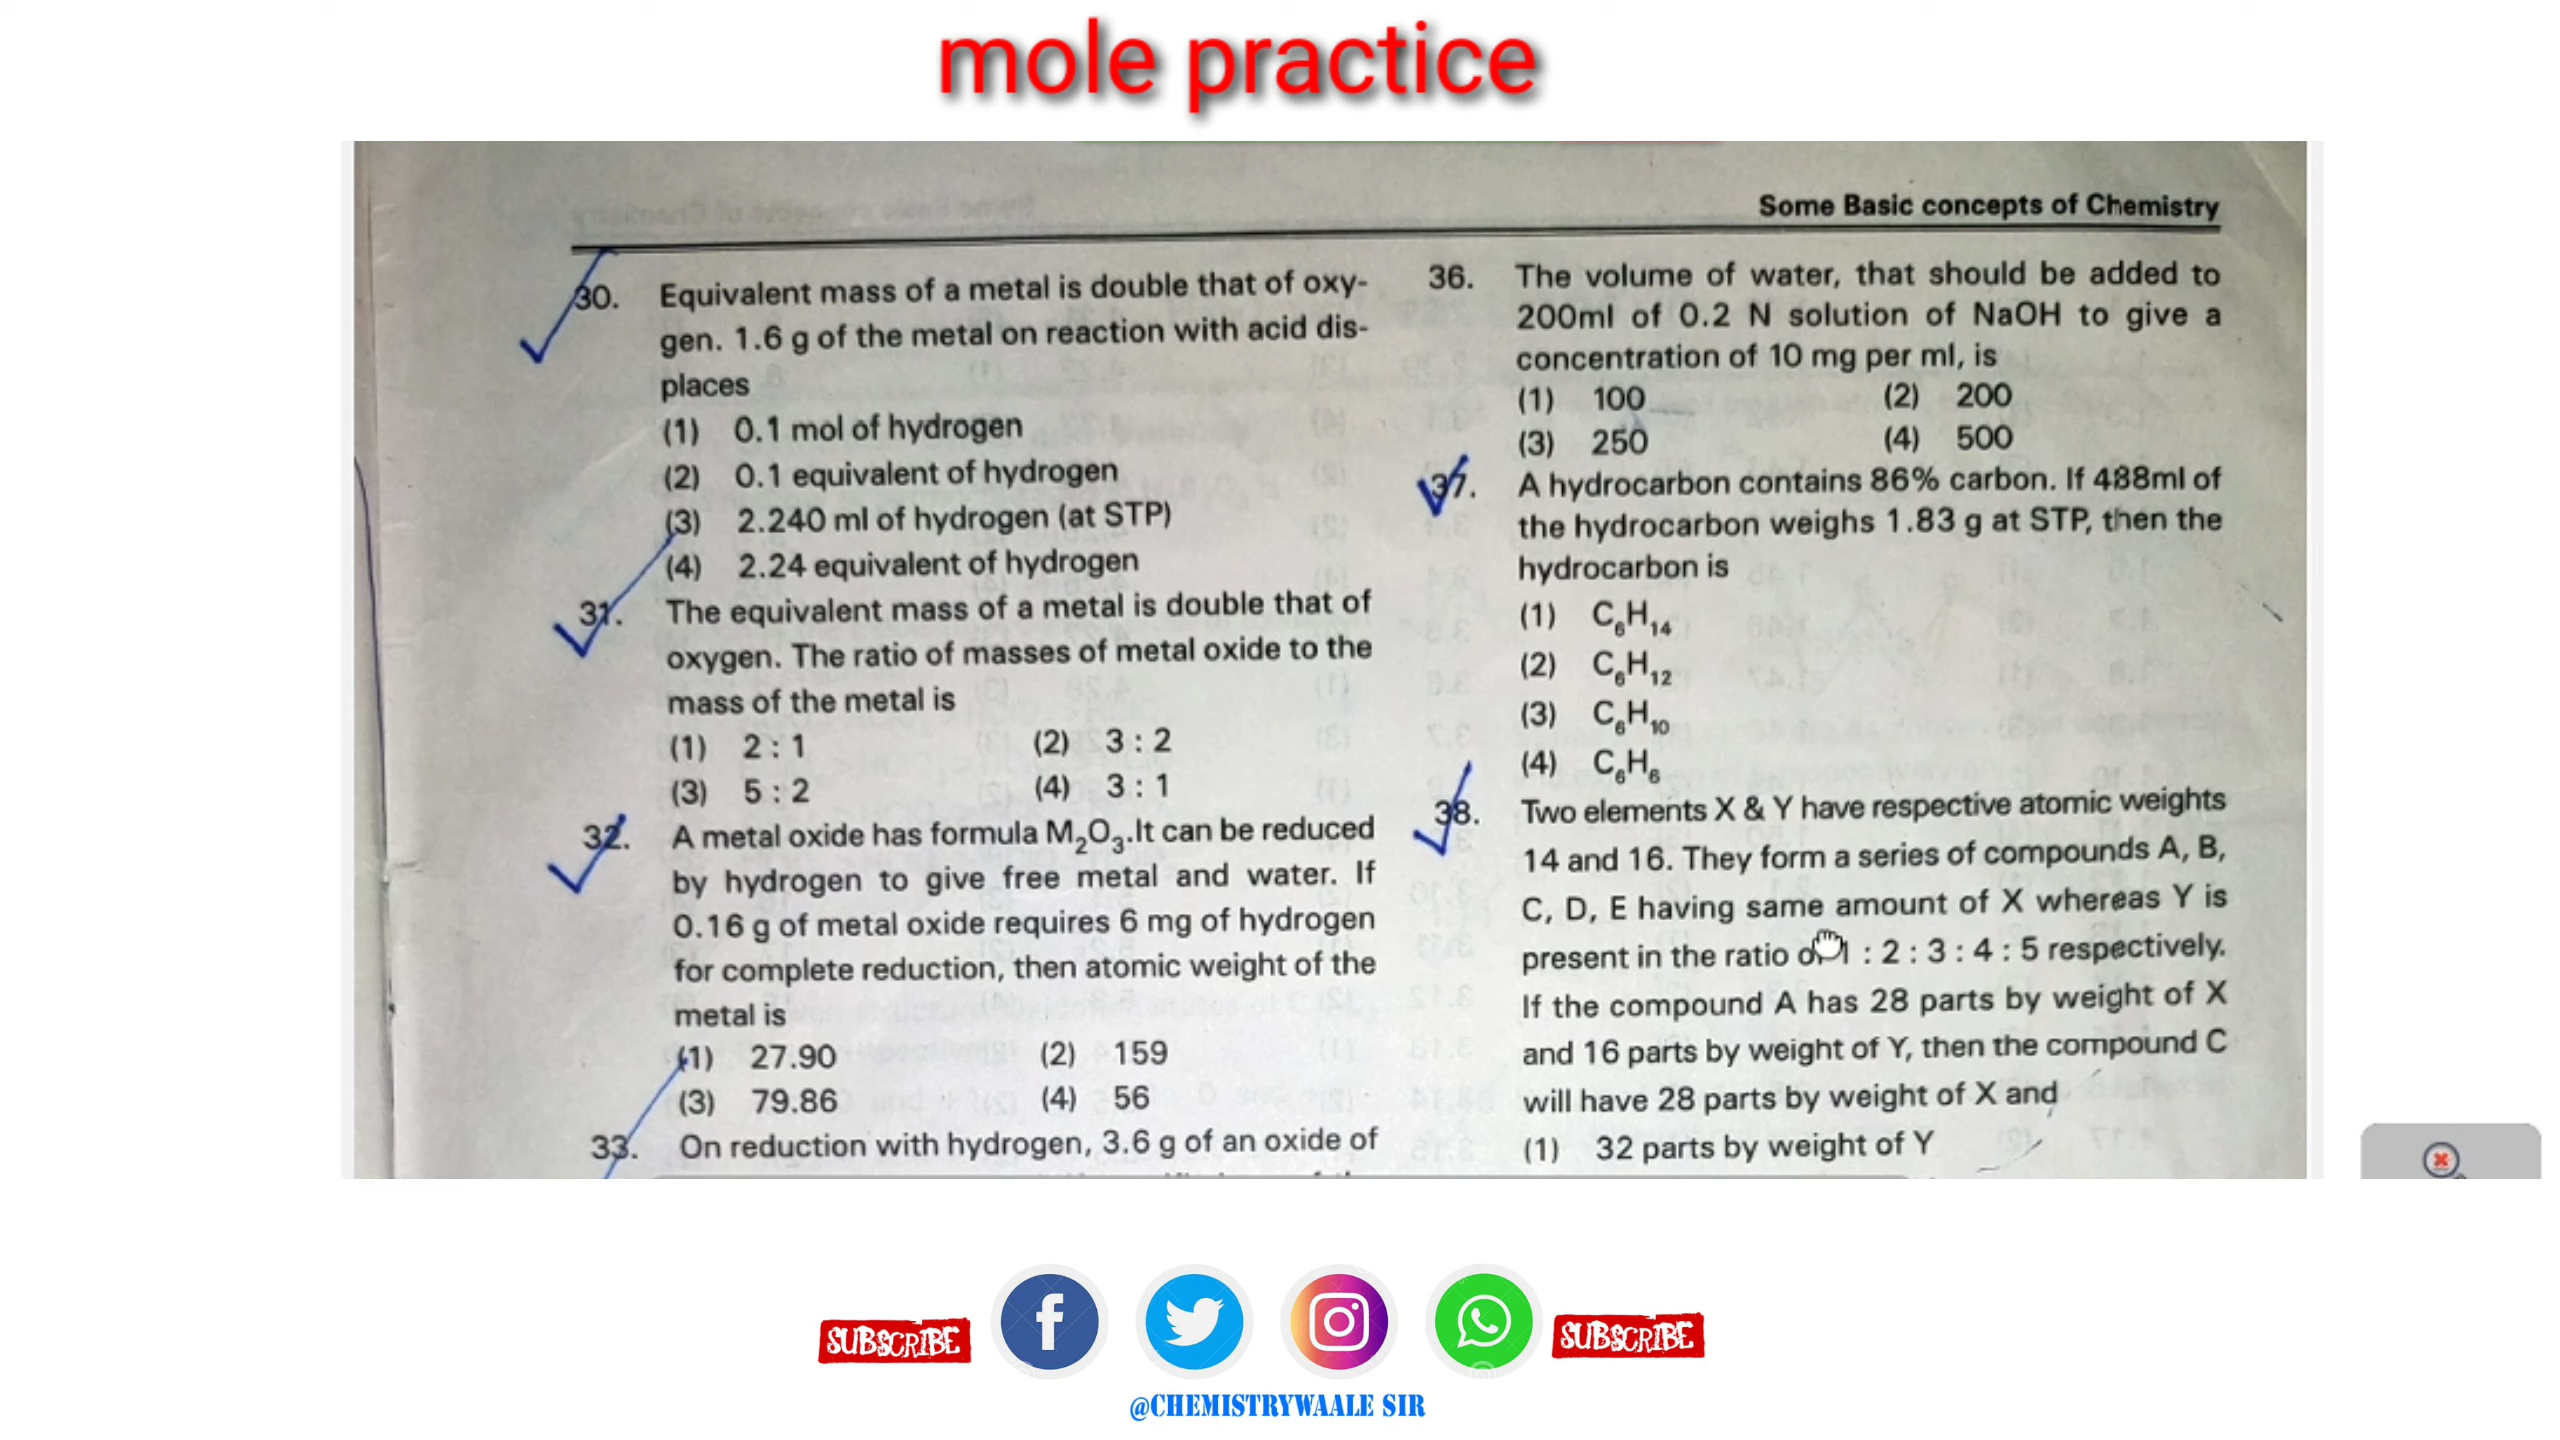 mole practice
Some Basic concepts of Chemistry
30. Equivalent mass of a metal is double that of oxy-
gen. 1.6 g of the metal on reaction with acid dis-
places
(1) 0.1 mol of hydrogen
(2) 0.1 equivalent of hydrogen
(3) 2.240 ml of hydrogen (at STP)
(4) 2.24 equivalent of hydrogen
31. The equivalent mass of a metal is double that of
oxygen. The ratio of masses of metal oxide to the
mass of the metal is
(1) 2 : 1 (2) 3 : 2
(3) 5 : 2 (4) 3 : 1
32. A metal oxide has formula M₂O₃.It can be reduced
by hydrogen to give free metal and water. If
0.16 g of metal oxide requires 6 mg of hydrogen
for complete reduction, then atomic weight of the
metal is
(1) 27.90 (2) 159
(3) 79.86 (4) 56
33. On reduction with hydrogen, 3.6 g of an oxide of
36. The volume of water, that should be added to
200ml of 0.2 N solution of NaOH to give a
concentration of 10 mg per ml, is
(1) 100 (2) 200
(3) 250 (4) 500
37. A hydrocarbon contains 86% carbon. If 488ml of
the hydrocarbon weighs 1.83 g at STP, then the
hydrocarbon is
(1) C₆H₁₄
(2) C₆H₁₂
(3) C₆H₁₀
(4) C₆H₆
38. Two elements X & Y have respective atomic weights
14 and 16. They form a series of compounds A, B,
C, D, E having same amount of X whereas Y is
present in the ratio 1 : 2 : 3 : 4 : 5 respectively.
If the compound A has 28 parts by weight of X
and 16 parts by weight of Y, then the compound C
will have 28 parts by weight of X and
(1) 32 parts by weight of Y
SUBSCRIBE SUBSCRIBE
@CHEMISTRYWAALE SIR